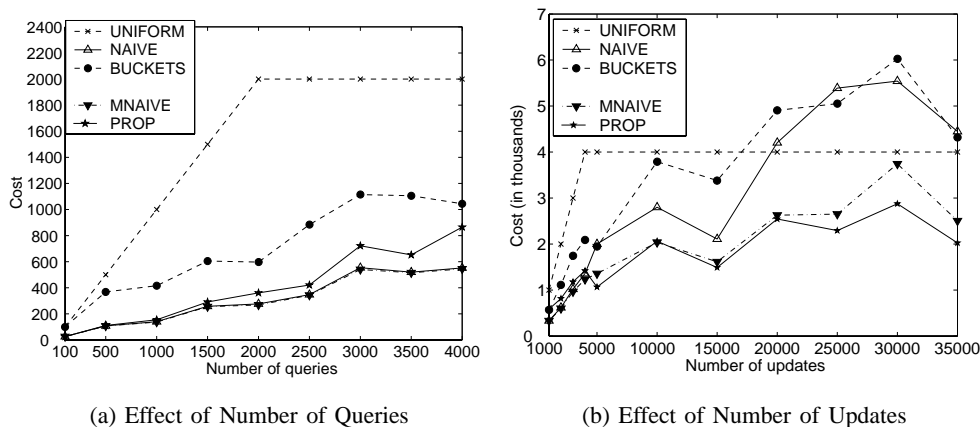 2400
2200
2000
1800
1600
1400
1200
1000
800
600
400
200
0
Cost
UNIFORM
NAIVE
BUCKETS
MNAIVE
PROP
100 500 1000 1500 2000 2500 3000 3500 4000
Number of queries
(a) Effect of Number of Queries
7
6
5
4
3
2
1
0
Cost (in thousands)
UNIFORM
NAIVE
BUCKETS
MNAIVE
PROP
1000 5000 10000 15000 20000 25000 30000 35000
Number of updates
(b) Effect of Number of Updates